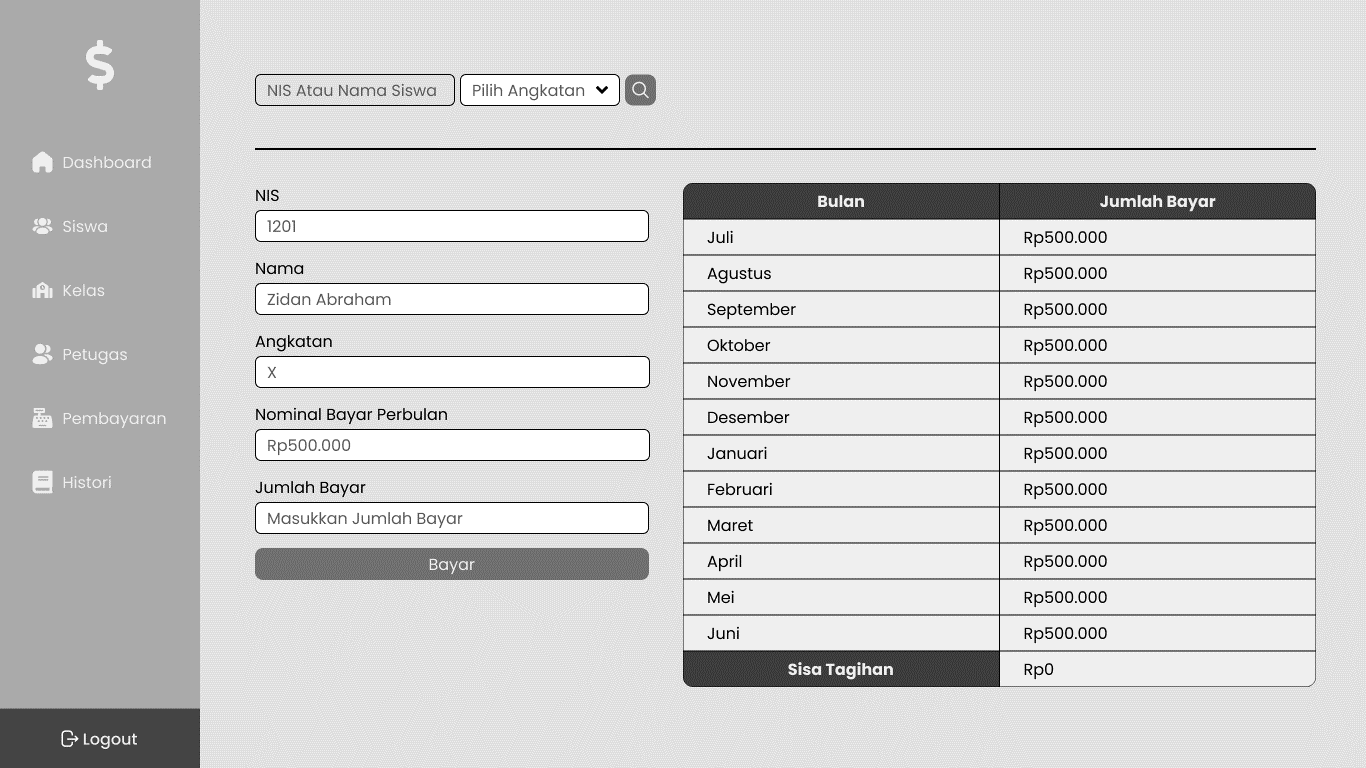 $
Dashboard
Siswa
Kelas
Petugas
Pembayaran
Histori
Logout
NIS Atau Nama Siswa Pilih Angkatan
NIS
1201
Nama
Zidan Abraham
Angkatan
X
Nominal Bayar Perbulan
Rp500.000
Jumlah Bayar
Masukkan Jumlah Bayar
Bayar
Bulan Jumlah Bayar
Juli Rp500.000
Agustus Rp500.000
September Rp500.000
Oktober Rp500.000
November Rp500.000
Desember Rp500.000
Januari Rp500.000
Februari Rp500.000
Maret Rp500.000
April Rp500.000
Mei Rp500.000
Juni Rp500.000
Sisa Tagihan Rp0